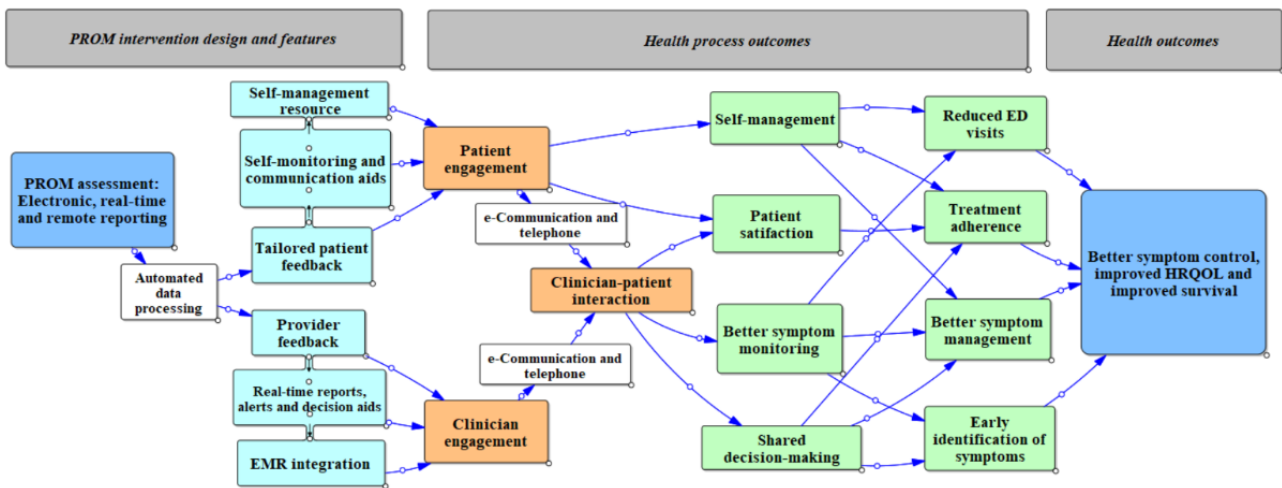 PROM intervention design and features
Health process outcomes
Health outcomes
PROM assessment:
Electronic, real-time
and remote reporting
Automated
data
processing
Self-management
resource
Self-monitoring and
communication aids
Tailored patient
feedback
Provider
feedback
Real-time reports,
alerts and decision aids
EMR integration
Patient
engagement
e-Communication and
telephone
Clinician-patient
interaction
e-Communication and
telephone
Clinician
engagement
Self-management
Patient
satifaction
Better symptom
monitoring
Shared
decision-making
Reduced ED
visits
Treatment
adherence
Better symptom
management
Early
identification of
symptoms
Better symptom control,
improved HRQOL and
improved survival